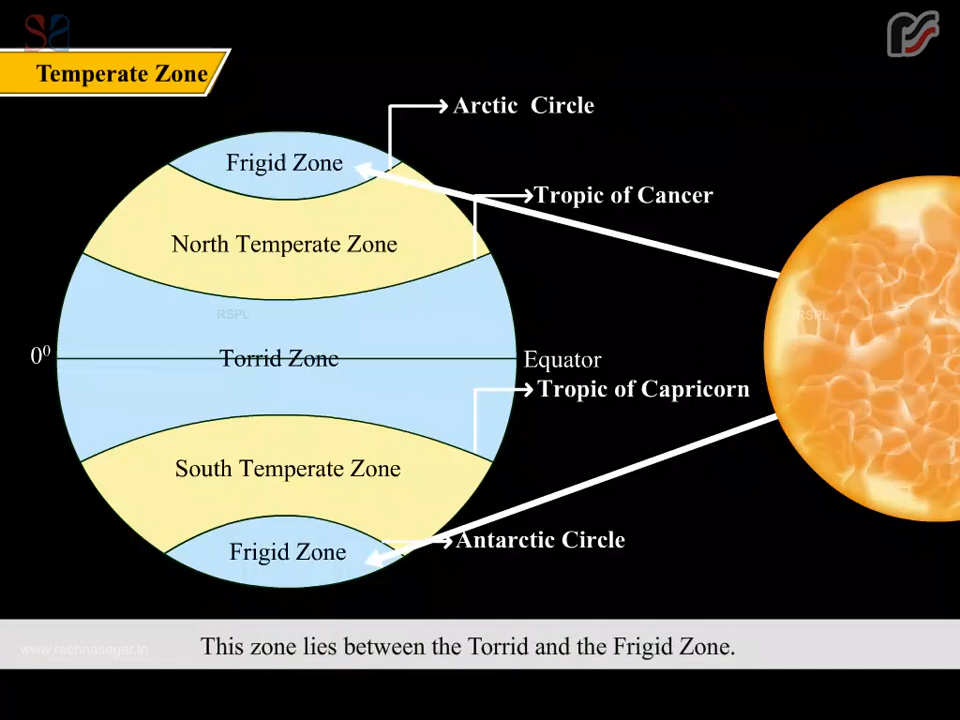 Temperate Zone
Arctic Circle
Frigid Zone
Tropic of Cancer
North Temperate Zone
RSPL
RSPL
0⁰
Torrid Zone
Equator
Tropic of Capricorn
South Temperate Zone
Antarctic Circle
Frigid Zone
www.rachnasagar.in
This zone lies between the Torrid and the Frigid Zone.